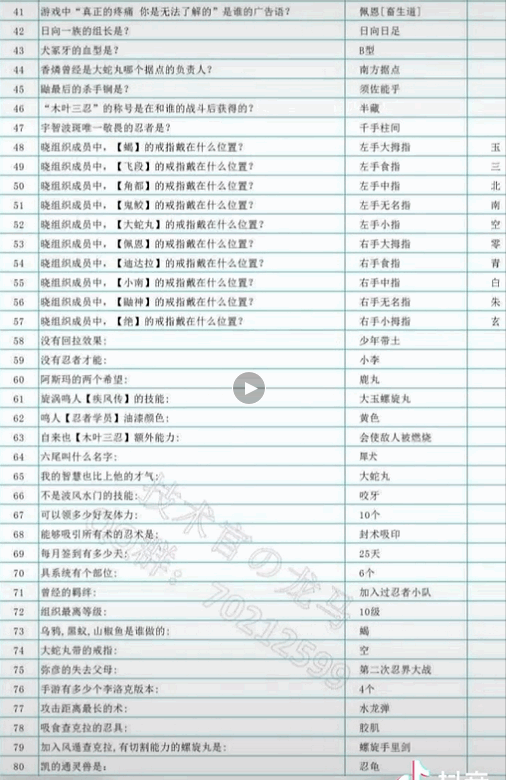 41 游戏中“真正的疼痛 你是无法了解的”是谁的广告语? 佩恩[畜生道]
42 日向一族的组长是? 日向日足
43 犬冢牙的血型是? B型
44 香燐曾经是大蛇丸哪个据点的负责人? 南方据点
45 鼬最后的杀手锏是? 须佐能乎
46 “木叶三忍”的称号是在和谁的战斗后获得的? 半藏
47 宇智波斑唯一敬畏的忍者是? 千手柱间
48 晓组织成员中,【蝎】的戒指戴在什么位置? 左手大拇指 玉
49 晓组织成员中,【飞段】的戒指戴在什么位置? 左手食指 三
50 晓组织成员中,【角都】的戒指戴在什么位置? 左手中指 北
51 晓组织成员中,【鬼鲛】的戒指戴在什么位置? 左手无名指 南
52 晓组织成员中,【大蛇丸】的戒指戴在什么位置? 左手小指 空
53 晓组织成员中,【佩恩】的戒指戴在什么位置? 右手大拇指 零
54 晓组织成员中,【迪达拉】的戒指戴在什么位置? 右手食指 青
55 晓组织成员中,【小南】的戒指戴在什么位置? 右手中指 白
56 晓组织成员中,【鼬神】的戒指戴在什么位置? 右手无名指 朱
57 晓组织成员中,【绝】的戒指戴在什么位置? 右手小拇指 玄
58 没有回拉效果: 少年带土
59 没有忍者才能: 小李
60 阿斯玛的两个希望: 鹿丸
61 旋涡鸣人【疾风传】的技能: 大玉螺旋丸
62 鸣人【忍者学员】油漆颜色: 黄色
63 自来也【木叶三忍】额外能力: 会使敌人被燃烧
64 六尾叫什么名字: 犀犬
65 我的智慧也比上他的才气: 大蛇丸
66 不是波风水门的技能: 咬牙
67 可以领多少好友体力: 10个
68 能够吸引所有术的忍术是: 封术吸印
69 每月签到有多少天: 25天
70 具系统有个部位: 6个
71 曾经的羁绊: 加入过忍者小队
72 组织最离等级: 10级
73 乌鸦,黑蚁,山椒鱼是谁做的: 蝎
74 大蛇丸带的戒指: 空
75 弥彦的失去父母: 第二次忍界大战
76 手游有多少个李洛克版本: 4个
77 攻击距离最长的术: 水龙弹
78 吸食查克拉的忍具: 胶肌
79 加入风遁查克拉,有切割能力的螺旋丸是: 螺旋手里剑
80 凯的通灵兽是: 忍龟
技术官の龙马
QQ群: 70212599